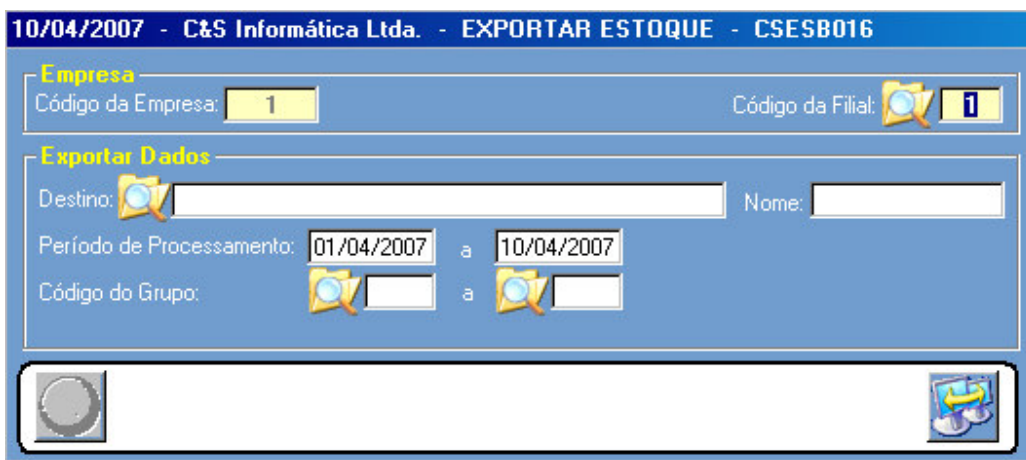 10/04/2007 - C&S Informática Ltda. - EXPORTAR ESTOQUE - CSESB016
Empresa
Código da Empresa: 1 Código da Filial: 1
Exportar Dados
Destino: Nome:
Período de Processamento: 01/04/2007 a 10/04/2007
Código do Grupo: a